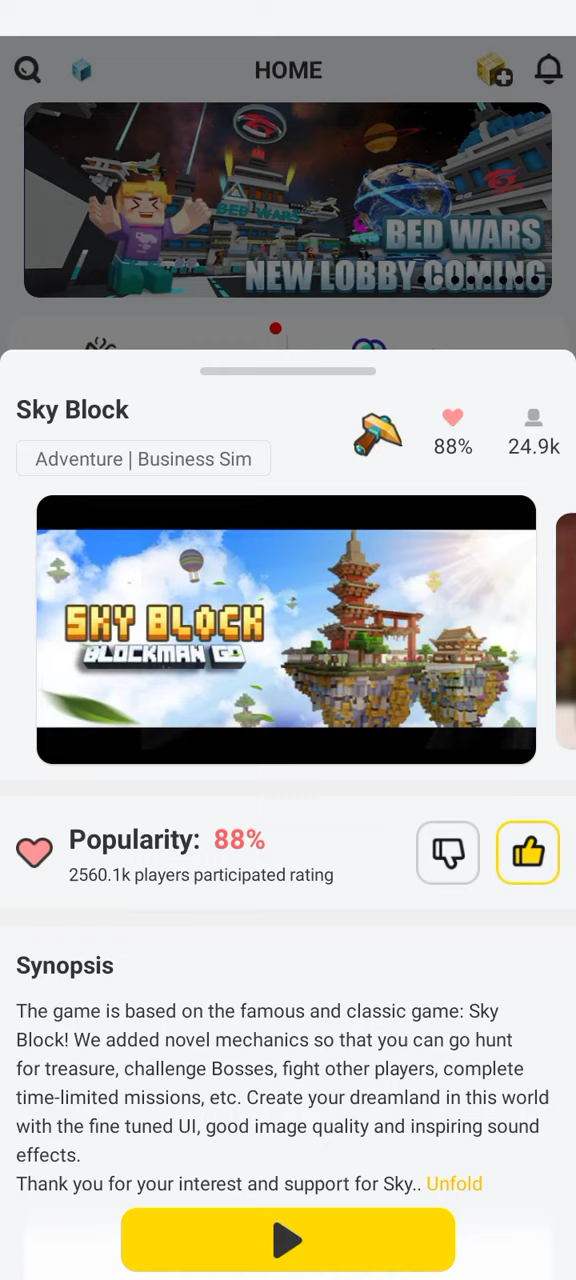 HOME
BED WARS
BED WARS
NEW LOBBY COMING
Sky Block
Adventure | Business Sim
88%
24.9k
SKY BLOCK
BLOCKMAN GO
Popularity: 88%
2560.1k players participated rating
Synopsis
The game is based on the famous and classic game: Sky
Block! We added novel mechanics so that you can go hunt
for treasure, challenge Bosses, fight other players, complete
time-limited missions, etc. Create your dreamland in this world
with the fine tuned UI, good image quality and inspiring sound
effects.
Thank you for your interest and support for Sky.. Unfold